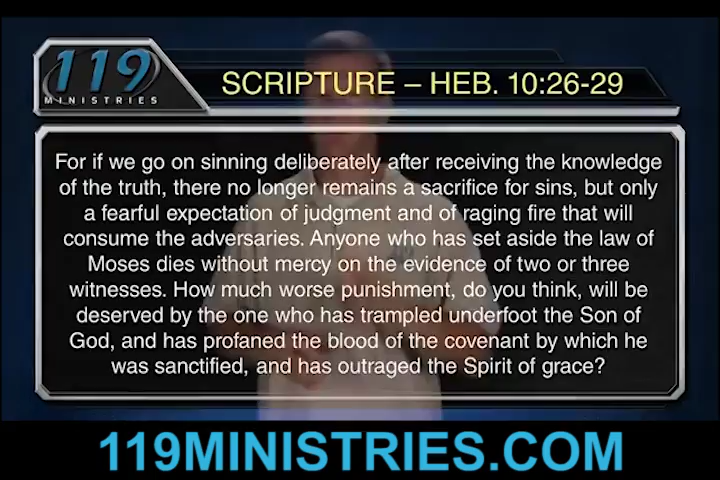 119
MINISTRIES
SCRIPTURE – HEB. 10:26-29
For if we go on sinning deliberately after receiving the knowledge
of the truth, there no longer remains a sacrifice for sins, but only
a fearful expectation of judgment and of raging fire that will
consume the adversaries. Anyone who has set aside the law of
Moses dies without mercy on the evidence of two or three
witnesses. How much worse punishment, do you think, will be
deserved by the one who has trampled underfoot the Son of
God, and has profaned the blood of the covenant by which he
was sanctified, and has outraged the Spirit of grace?
119MINISTRIES.COM